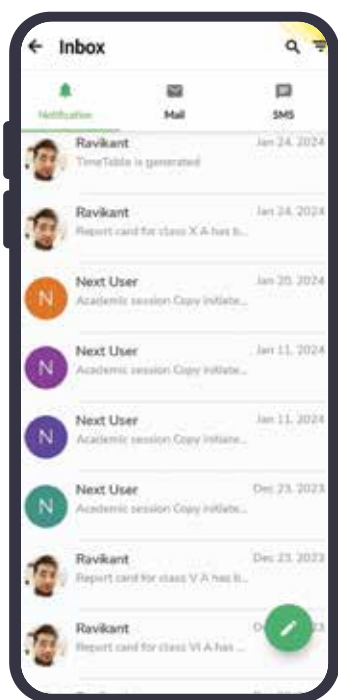 Inbox
Notification
Mail
SMS
Ravikant
Jan 24, 2024
TimeTable is generated
Ravikant
Jan 24, 2024
Report card for class X A has b...
N
Next User
Jan 20, 2024
Academic session Copy initiate...
N
Next User
Jan 11, 2024
Academic session Copy initiate...
N
Next User
Jan 11, 2024
Academic session Copy initiate...
N
Next User
Dec 23, 2023
Academic session Copy initiate...
Ravikant
Dec 23, 2023
Report card for class V A has b...
Ravikant
Report card for class VI A has ...